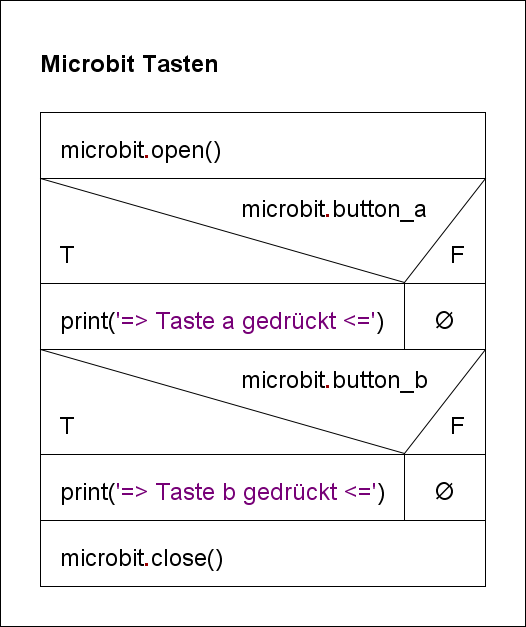 Microbit Tasten
microbit.open()
microbit.button_a
T
F
print('=> Taste a gedrückt <=')
Ø
microbit.button_b
T
F
print('=> Taste b gedrückt <=')
Ø
microbit.close()